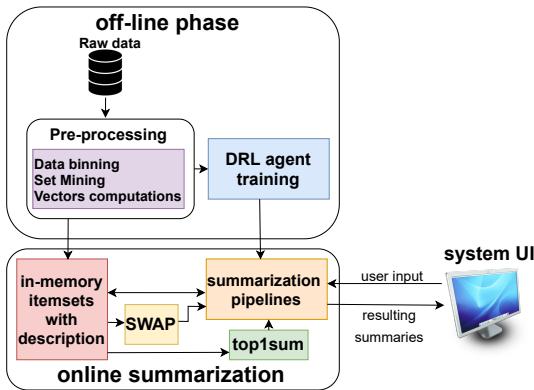 off-line phase
Raw data
Pre-processing
Data binning
Set Mining
Vectors computations
DRL agent
training
in-memory
itemsets
with
description
SWAP
summarization
pipelines
top1sum
online summarization
system UI
user input
resulting
summaries